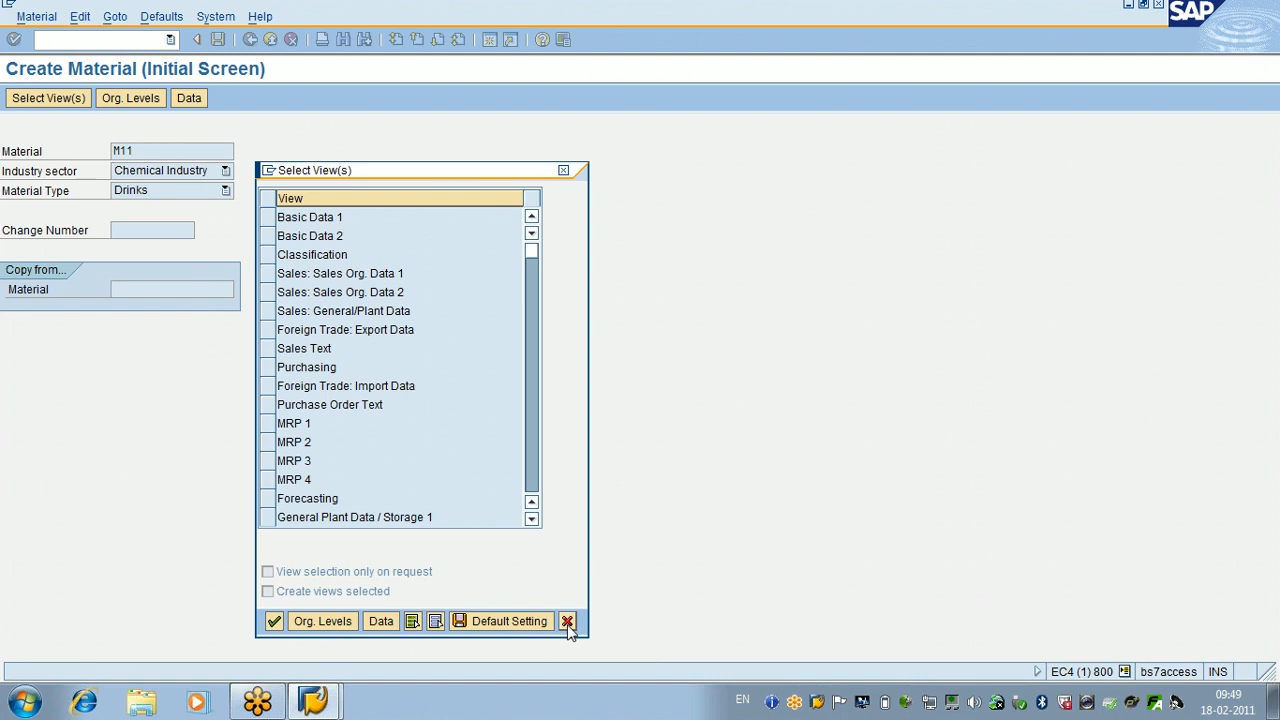 Material Edit Goto Defaults System Help
SAP
Create Material (Initial Screen)
Select View(s) Org. Levels Data
Material M11
Industry sector Chemical Industry
Material Type Drinks
Change Number
Copy from...
Material
Select View(s)
View
Basic Data 1
Basic Data 2
Classification
Sales: Sales Org. Data 1
Sales: Sales Org. Data 2
Sales: General/Plant Data
Foreign Trade: Export Data
Sales Text
Purchasing
Foreign Trade: Import Data
Purchase Order Text
MRP 1
MRP 2
MRP 3
MRP 4
Forecasting
General Plant Data / Storage 1
View selection only on request
Create views selected
Org. Levels Data Default Setting
EC4 (1) 800 bs7access INS
EN 09:49
18-02-2011